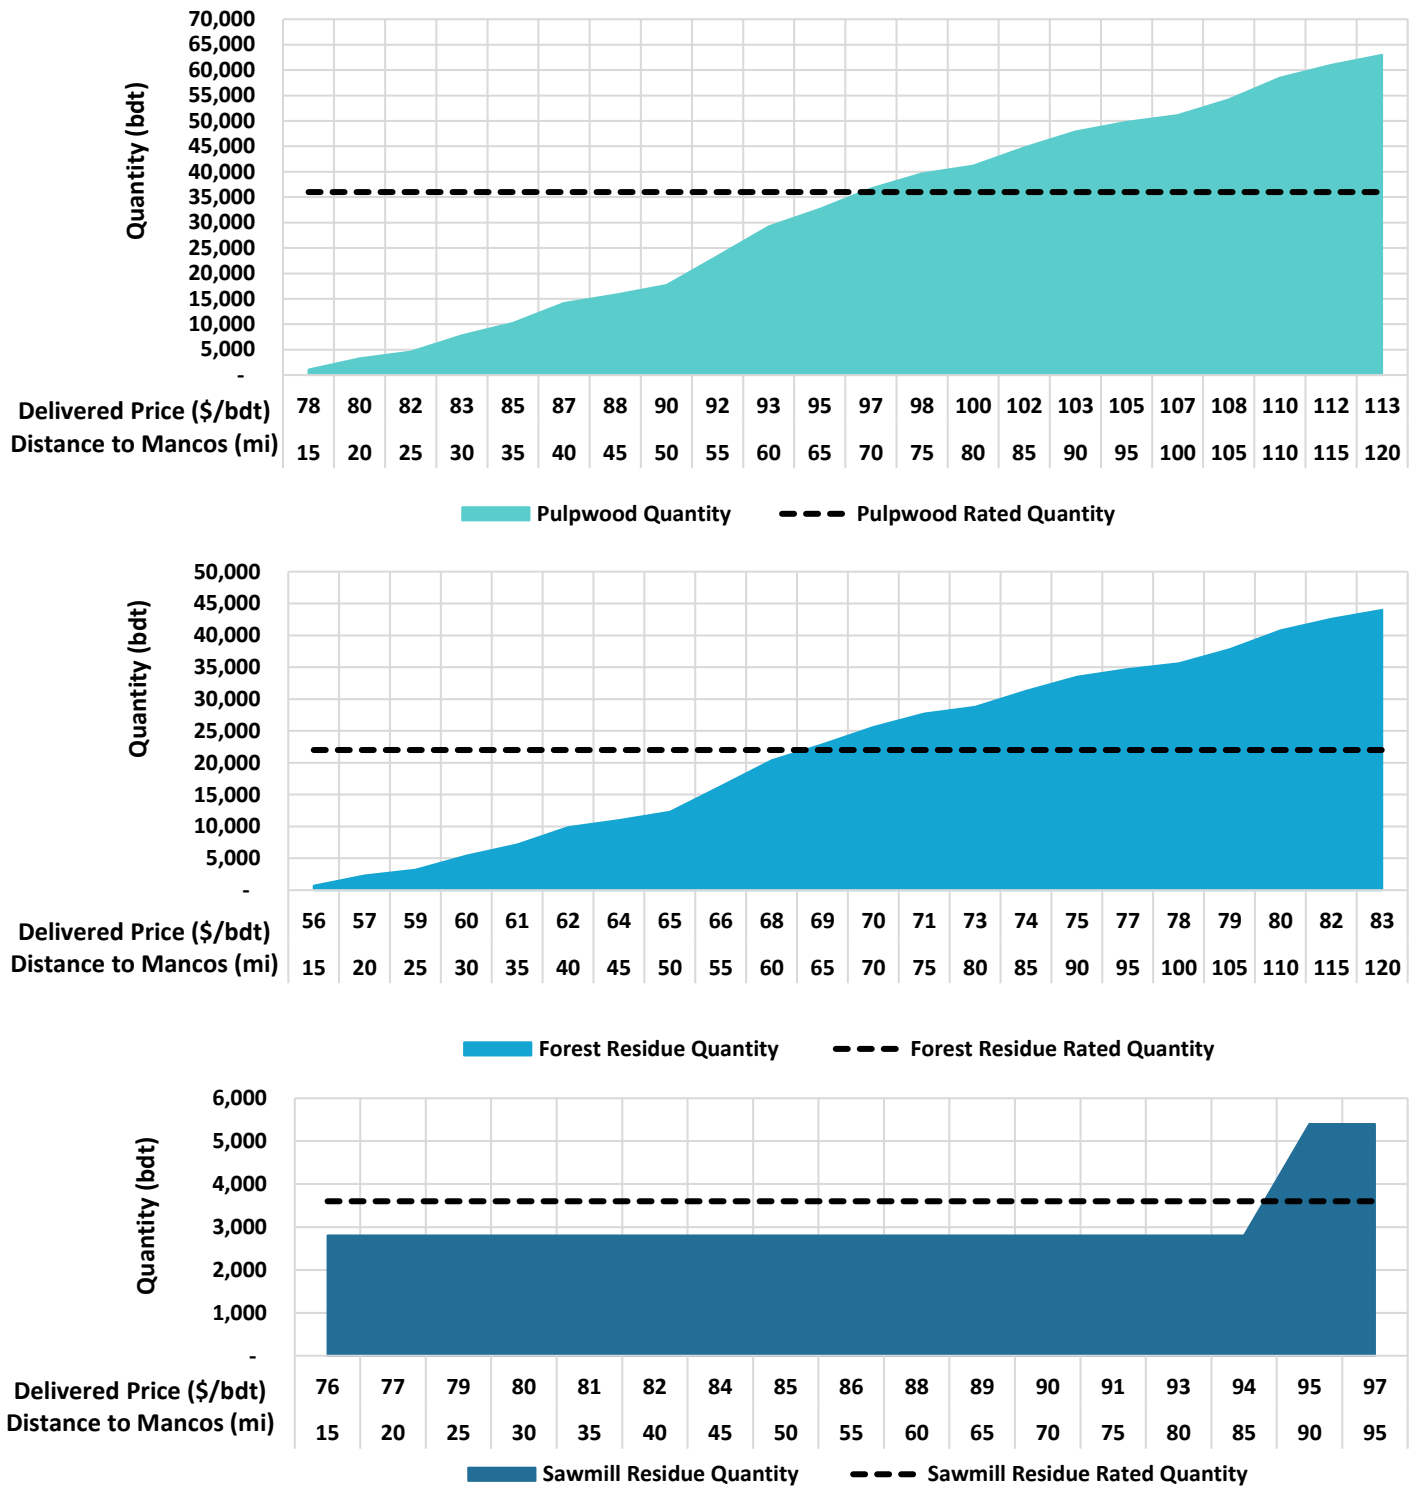 70,000
65,000
60,000
55,000
50,000
45,000
40,000
35,000
30,000
25,000
20,000
15,000
10,000
5,000
-
Quantity (bdt)
Delivered Price ($/bdt) 78 80 82 83 85 87 88 90 92 93 95 97 98 100 102 103 105 107 108 110 112 113
Distance to Mancos (mi) 15 20 25 30 35 40 45 50 55 60 65 70 75 80 85 90 95 100 105 110 115 120
Pulpwood Quantity Pulpwood Rated Quantity
50,000
45,000
40,000
35,000
30,000
25,000
20,000
15,000
10,000
5,000
-
Quantity (bdt)
Delivered Price ($/bdt) 56 57 59 60 61 62 64 65 66 68 69 70 71 73 74 75 77 78 79 80 82 83
Distance to Mancos (mi) 15 20 25 30 35 40 45 50 55 60 65 70 75 80 85 90 95 100 105 110 115 120
Forest Residue Quantity Forest Residue Rated Quantity
6,000
5,000
4,000
3,000
2,000
1,000
-
Quantity (bdt)
Delivered Price ($/bdt) 76 77 79 80 81 82 84 85 86 88 89 90 91 93 94 95 97
Distance to Mancos (mi) 15 20 25 30 35 40 45 50 55 60 65 70 75 80 85 90 95
Sawmill Residue Quantity Sawmill Residue Rated Quantity